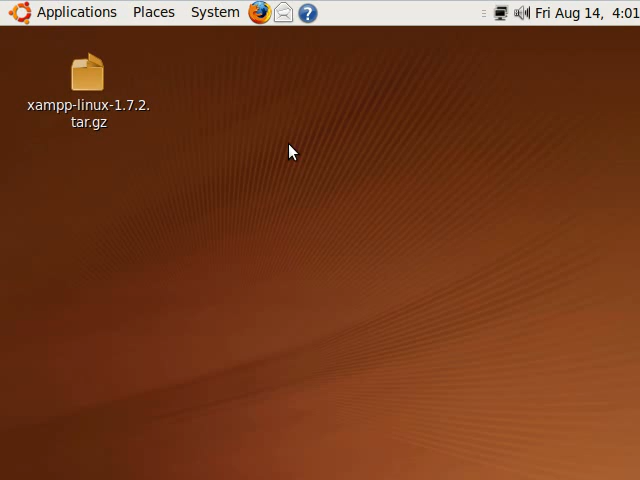 Applications Places System ? Fri Aug 14, 4:01
xampp-linux-1.7.2.
tar.gz